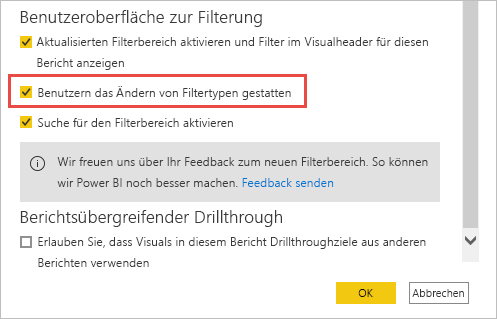 Benutzeroberfläche zur Filterung
Aktualisierten Filterbereich aktivieren und Filter im Visualheader für diesen
Bericht anzeigen
Benutzern das Ändern von Filtertypen gestatten
Suche für den Filterbereich aktivieren
Wir freuen uns über Ihr Feedback zum neuen Filterbereich. So können
wir Power BI noch besser machen. Feedback senden
Berichtsübergreifender Drillthrough
Erlauben Sie, dass Visuals in diesem Bericht Drillthroughziele aus anderen
Berichten verwenden
OK Abbrechen